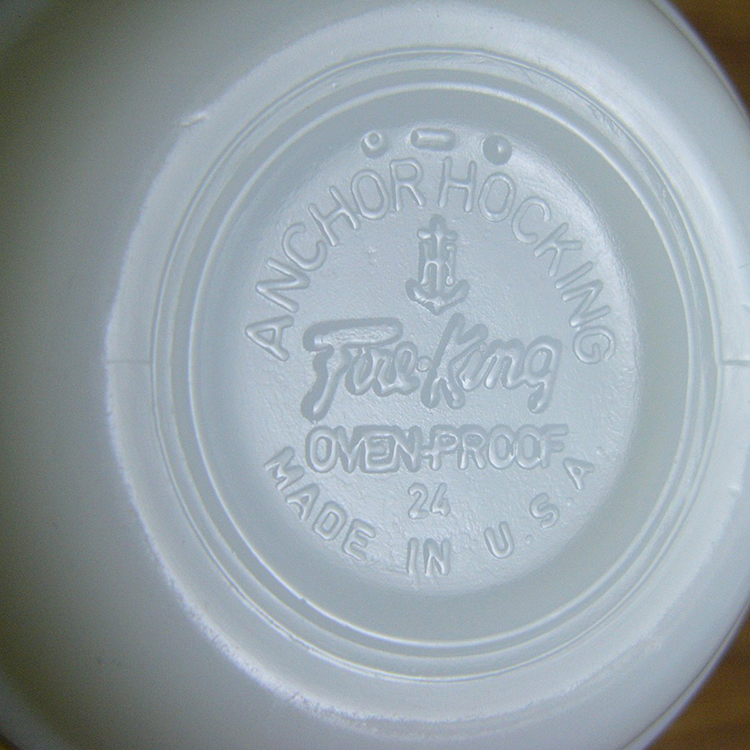 ANCHOR HOCKING
H
Fire-King
OVEN-PROOF
24
MADE IN U.S.A